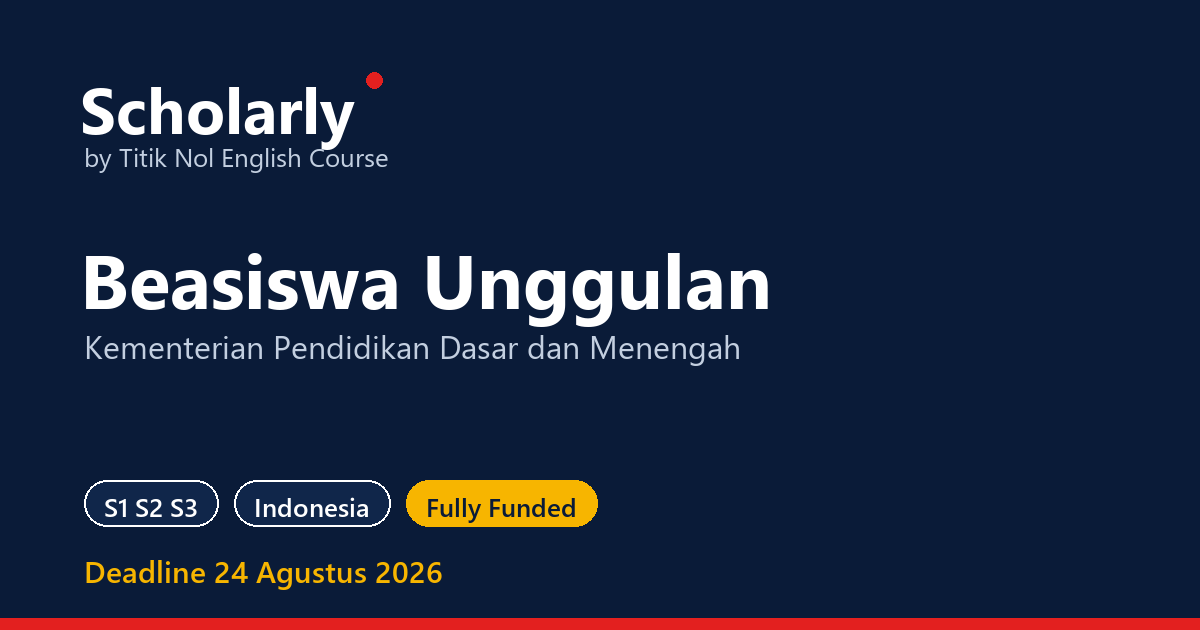 Scholarly
by Titik Nol English Course
Beasiswa Unggulan
Kementerian Pendidikan Dasar dan Menengah
S1 S2 S3
Indonesia
Fully Funded
Deadline 24 Agustus 2026